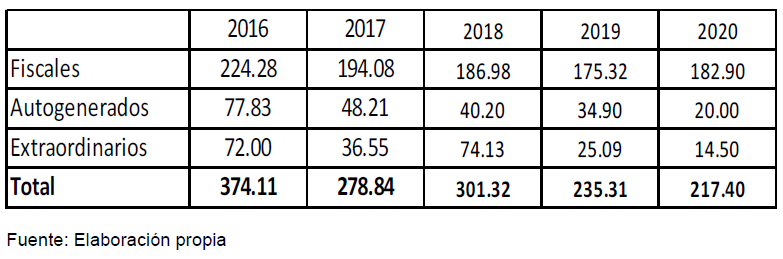 2016 2017 2018 2019 2020
Fiscales 224.28 194.08 186.98 175.32 182.90
Autogenerados 77.83 48.21 40.20 34.90 20.00
Extraordinarios 72.00 36.55 74.13 25.09 14.50
Total 374.11 278.84 301.32 235.31 217.40
Fuente: Elaboración propia